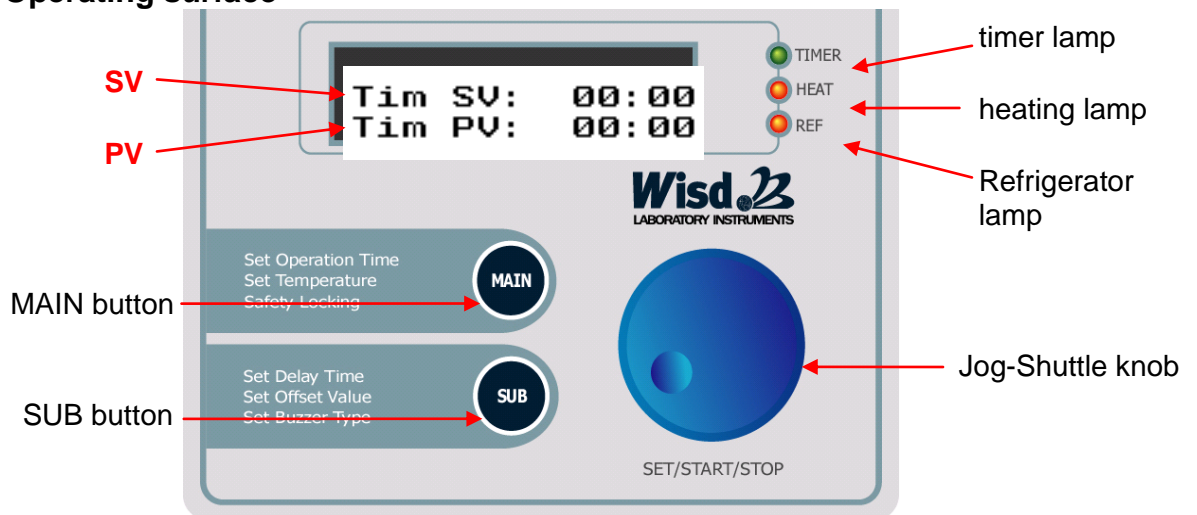 Operating surface
SV
PV
Tim SV: 00:00
Tim PV: 00:00
TIMER
HEAT
REF
timer lamp
heating lamp
Refrigerator
lamp
Wisd
LABORATORY INSTRUMENTS
Set Operation Time
Set Temperature
Safety Locking
MAIN
MAIN button
Set Delay Time
Set Offset Value
Set Buzzer Type
SUB
SUB button
Jog-Shuttle knob
SET/START/STOP